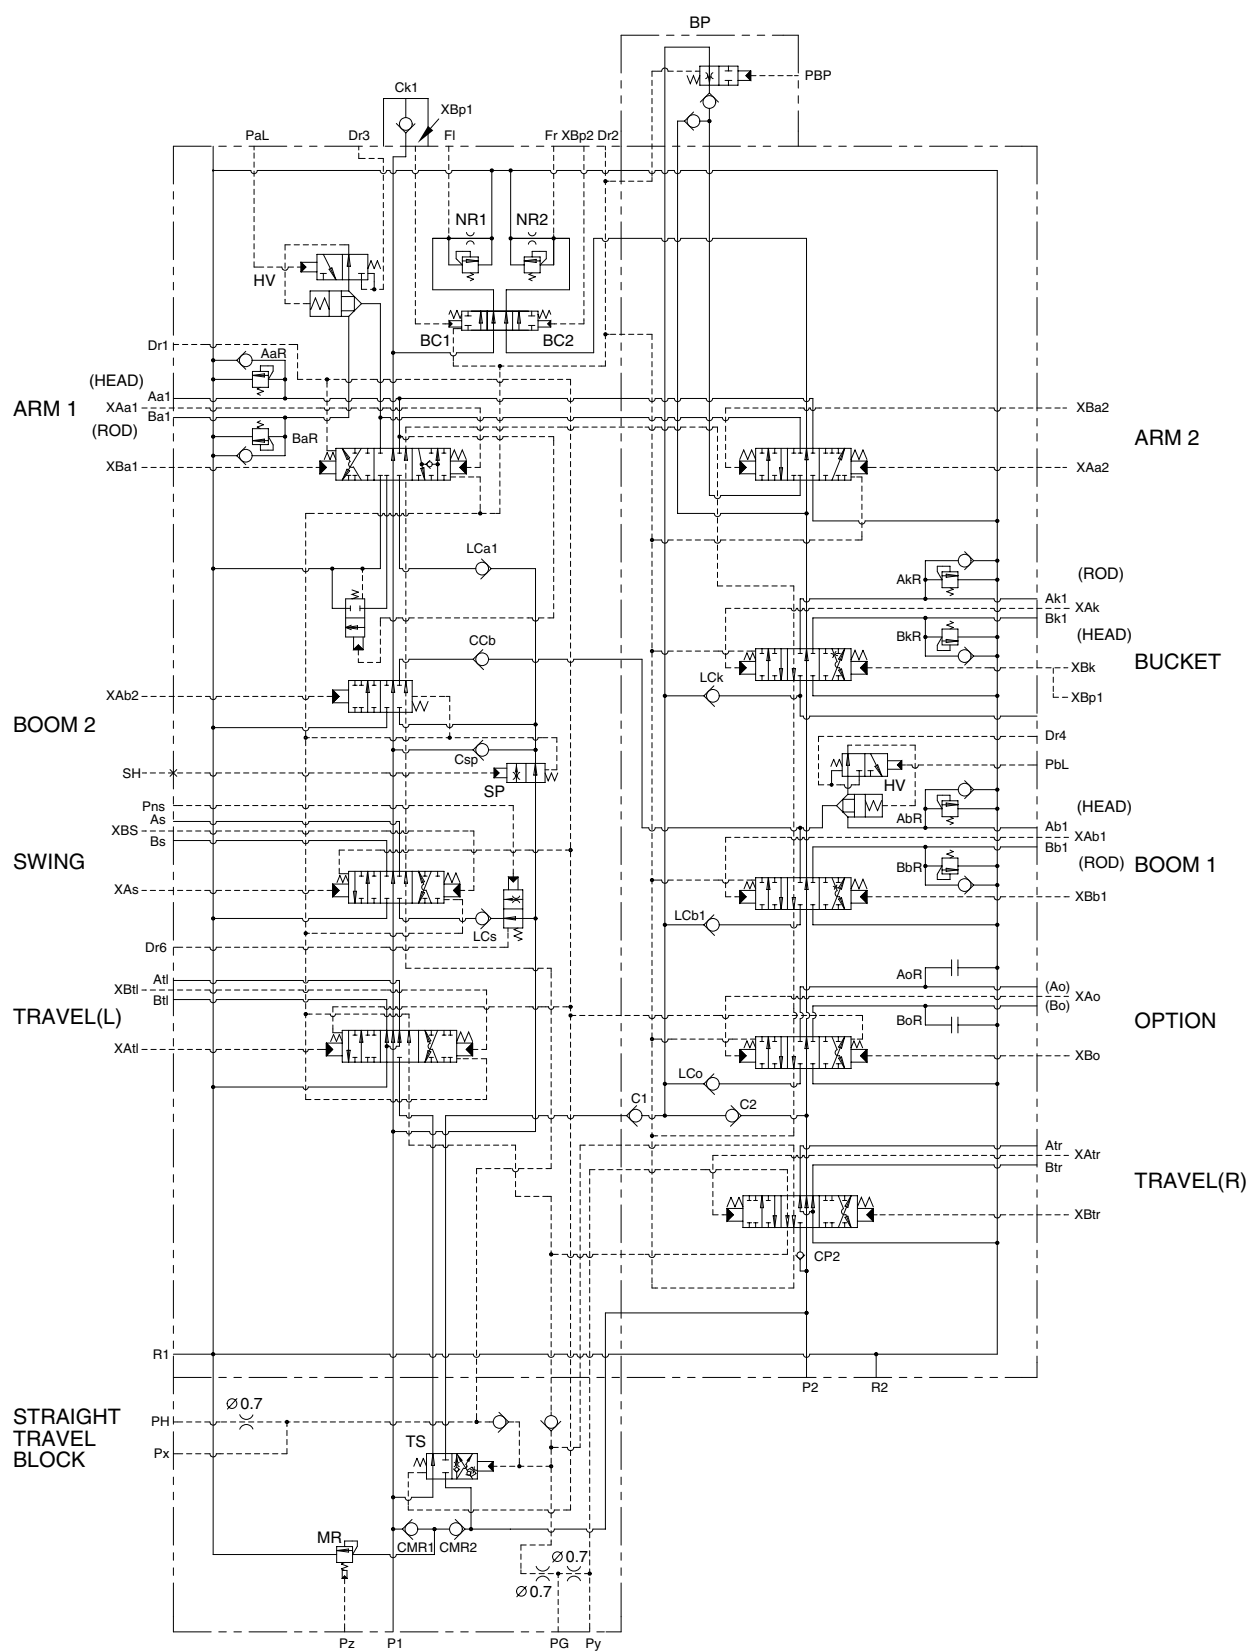 BP
PBP
Ck1
XBp1
PaL
Dr3
Fl
Fr
XBp2
Dr2
NR1
NR2
HV
BC1
BC2
Dr1
AaR
(HEAD)
Aa1
ARM 1
XAa1
Ba1
(ROD)
BaR
XBa1
XBa2
ARM 2
XAa2
LCa1
AkR
(ROD)
Ak1
XAk
Bk1
BkR
(HEAD)
CCb
XBk
BUCKET
XAb2
LCk
XBp1
BOOM 2
Dr4
Csp
SH
SP
PbL
HV
Pns
As
XBS
Bs
AbR
(HEAD)
Ab1
XAb1
Bb1
SWING
BbR
(ROD)
BOOM 1
XAs
XBb1
LCb1
LCs
Dr6
Atl
XBtl
Btl
AoR
(Ao)
XAo
(Bo)
TRAVEL(L)
BoR
OPTION
XAtl
XBo
LCo
C1
C2
Atr
XAtr
Btr
TRAVEL(R)
XBtr
CP2
R1
P2
R2
STRAIGHT
TRAVEL
BLOCK
PH
Ø0.7
Px
TS
MR
CMR1
CMR2
Ø0.7
Ø0.7
Pz
P1
PG
Py